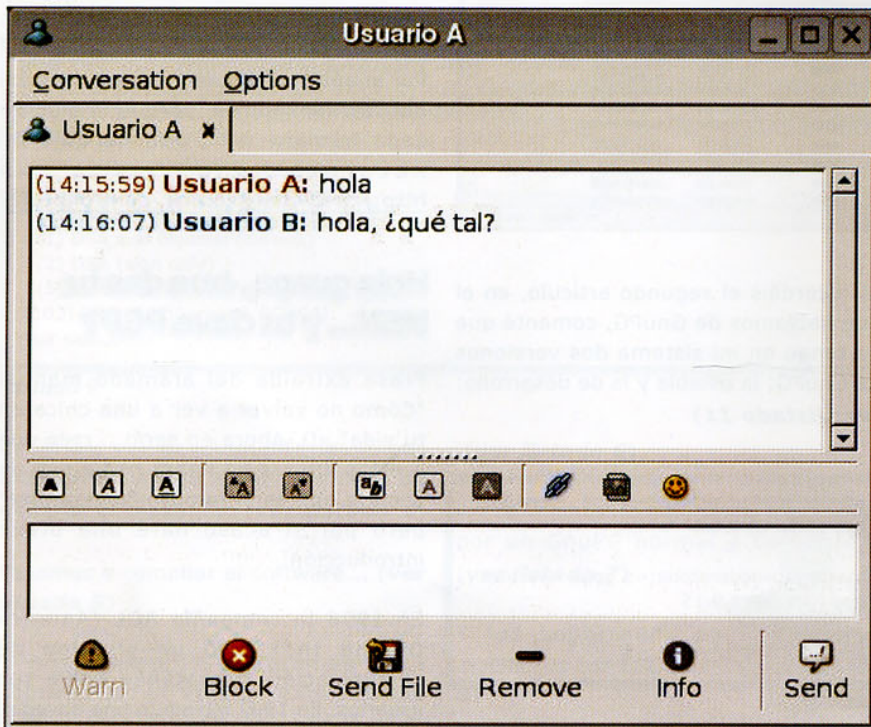 Usuario A
Conversation Options
Usuario A
(14:15:59) Usuario A: hola
(14:16:07) Usuario B: hola, ¿qué tal?
Warn Block Send File Remove Info Send